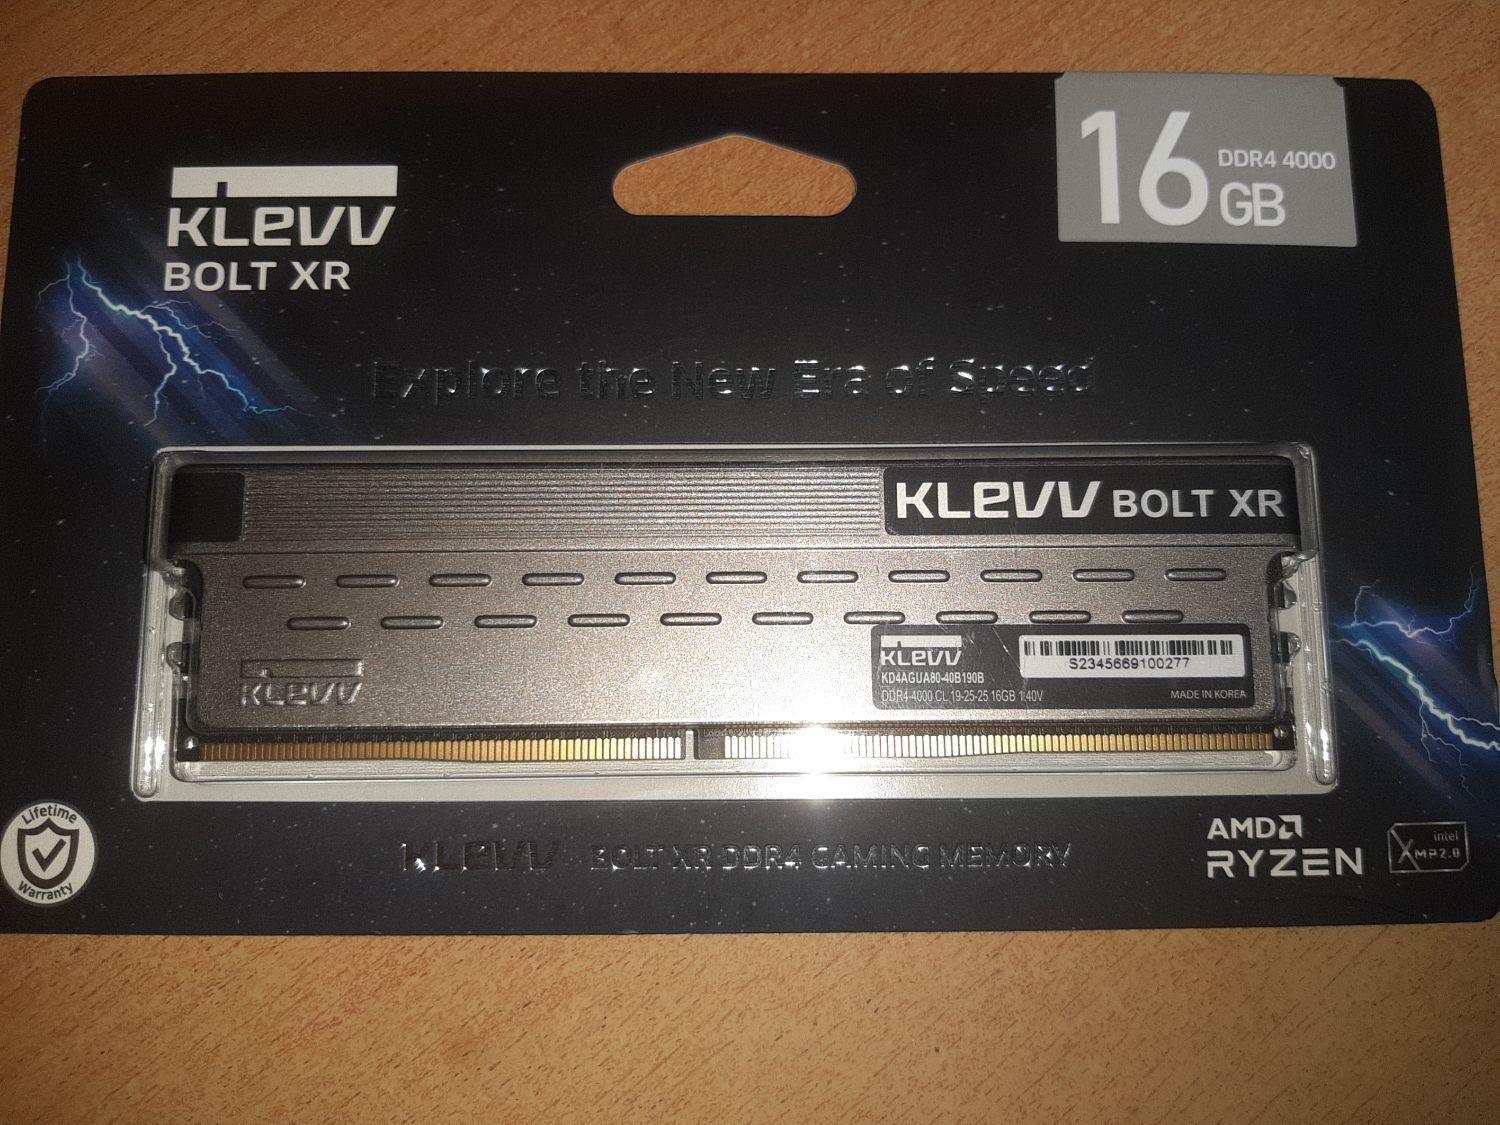 KLEVV
BOLT XR
16 GB
DDR4 4000
Explore the New Era of Speed
KLEVV BOLT XR
KLEVV
KLEVV
KD4AGUA80-40B190B
DDR4-4000 CL 19-25-25 16GB 1.40V
S2345669100277
MADE IN KOREA
Lifetime
Warranty
KLEVV BOLT XR DDR4 GAMING MEMORY
AMD
RYZEN
intel
XMP2.0